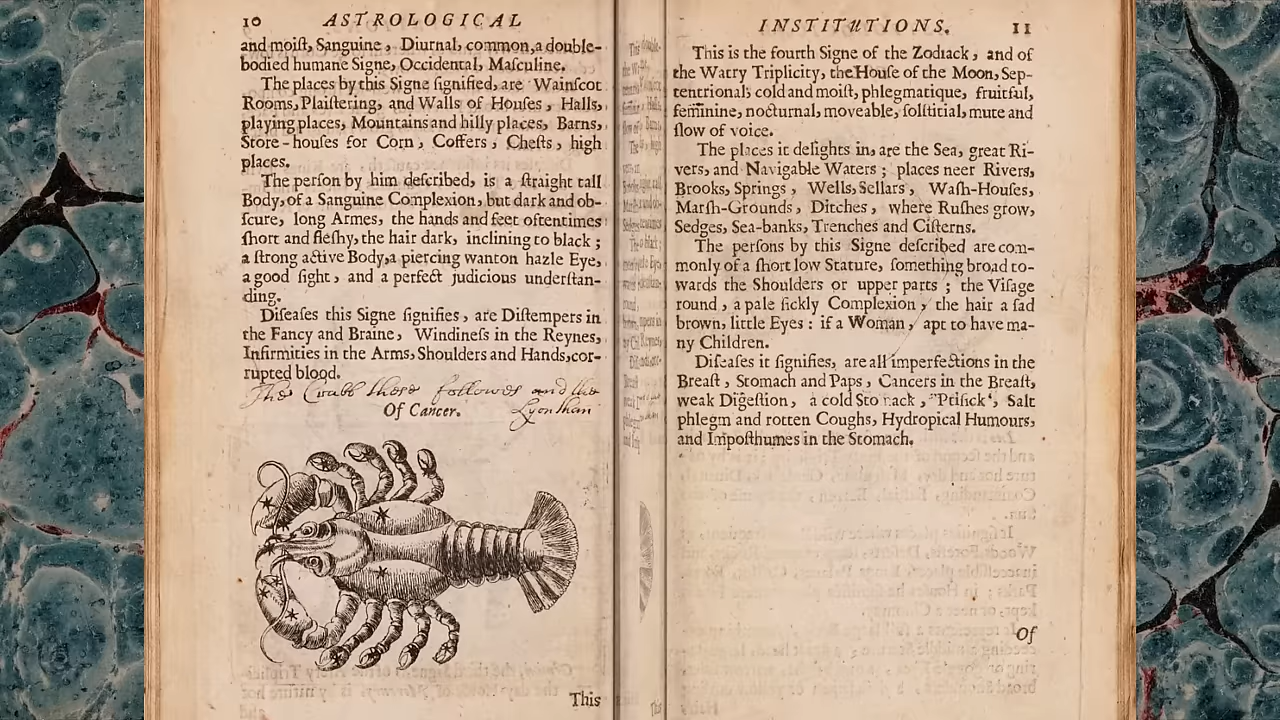 10 ASTROLOGICAL
and moiſt, Sanguine, Diurnal, common, a double-
bodied humane Signe, Occidental, Maſculine.
The places by this Signe ſignified, are Wainſcot
Rooms, Plaiſtering, and Walls of Houſes, Halls,
playing places, Mountains and hilly places, Barns,
Store-houſes for Corn, Coffers, Cheſts, high
places.
The perſon by him deſcribed, is a ſtraight tall
Body, of a Sanguine Complexion, but dark and ob-
ſcure, long Armes, the hands and feet oftentimes
ſhort and fleſhy, the hair dark, inclining to black;
a ſtrong active Body, a piercing wanton hazle Eye,
a good ſight, and a perfect judicious underſtan-
ding.
Diſeaſes this Signe ſignifies, are Diſtempers in
the Fancy and Braine, Windineſs in the Reynes,
Infirmities in the Arms, Shoulders and Hands, cor-
rupted blood.
The Crabb there followes and the
Of Cancer. Lyon than
This
INSTITUTIONS. 11
This is the fourth Signe of the Zodiack, and of
the Watry Triplicity, the Houſe of the Moon, Sep-
tentrional; cold and moiſt, phlegmatique, fruitful,
feminine, nocturnal, moveable, ſolſticial, mute and
ſlow of voice.
The places it delights in, are the Sea, great Ri-
vers, and Navigable Waters; places neer Rivers,
Brooks, Springs, Wells, Sellars, Waſh-Houſes,
Marſh-Grounds, Ditches, where Ruſhes grow,
Sedges, Sea-banks, Trenches and Ciſterns.
The perſons by this Signe deſcribed are com-
monly of a ſhort low Stature, ſomething broad to-
wards the Shoulders or upper parts; the Viſage
round, a pale ſickly Complexion, the hair a ſad
brown, little Eyes: if a Woman, apt to have ma-
ny Children.
Diſeaſes it ſignifies, are all imperfections in the
Breaſt, Stomach and Paps, Cancers in the Breaſt,
weak Digeſtion, a cold Stomack, Ptiſick, Salt
phlegm and rotten Coughs, Hydropical Humours,
and Impoſthumes in the Stomach.
Of